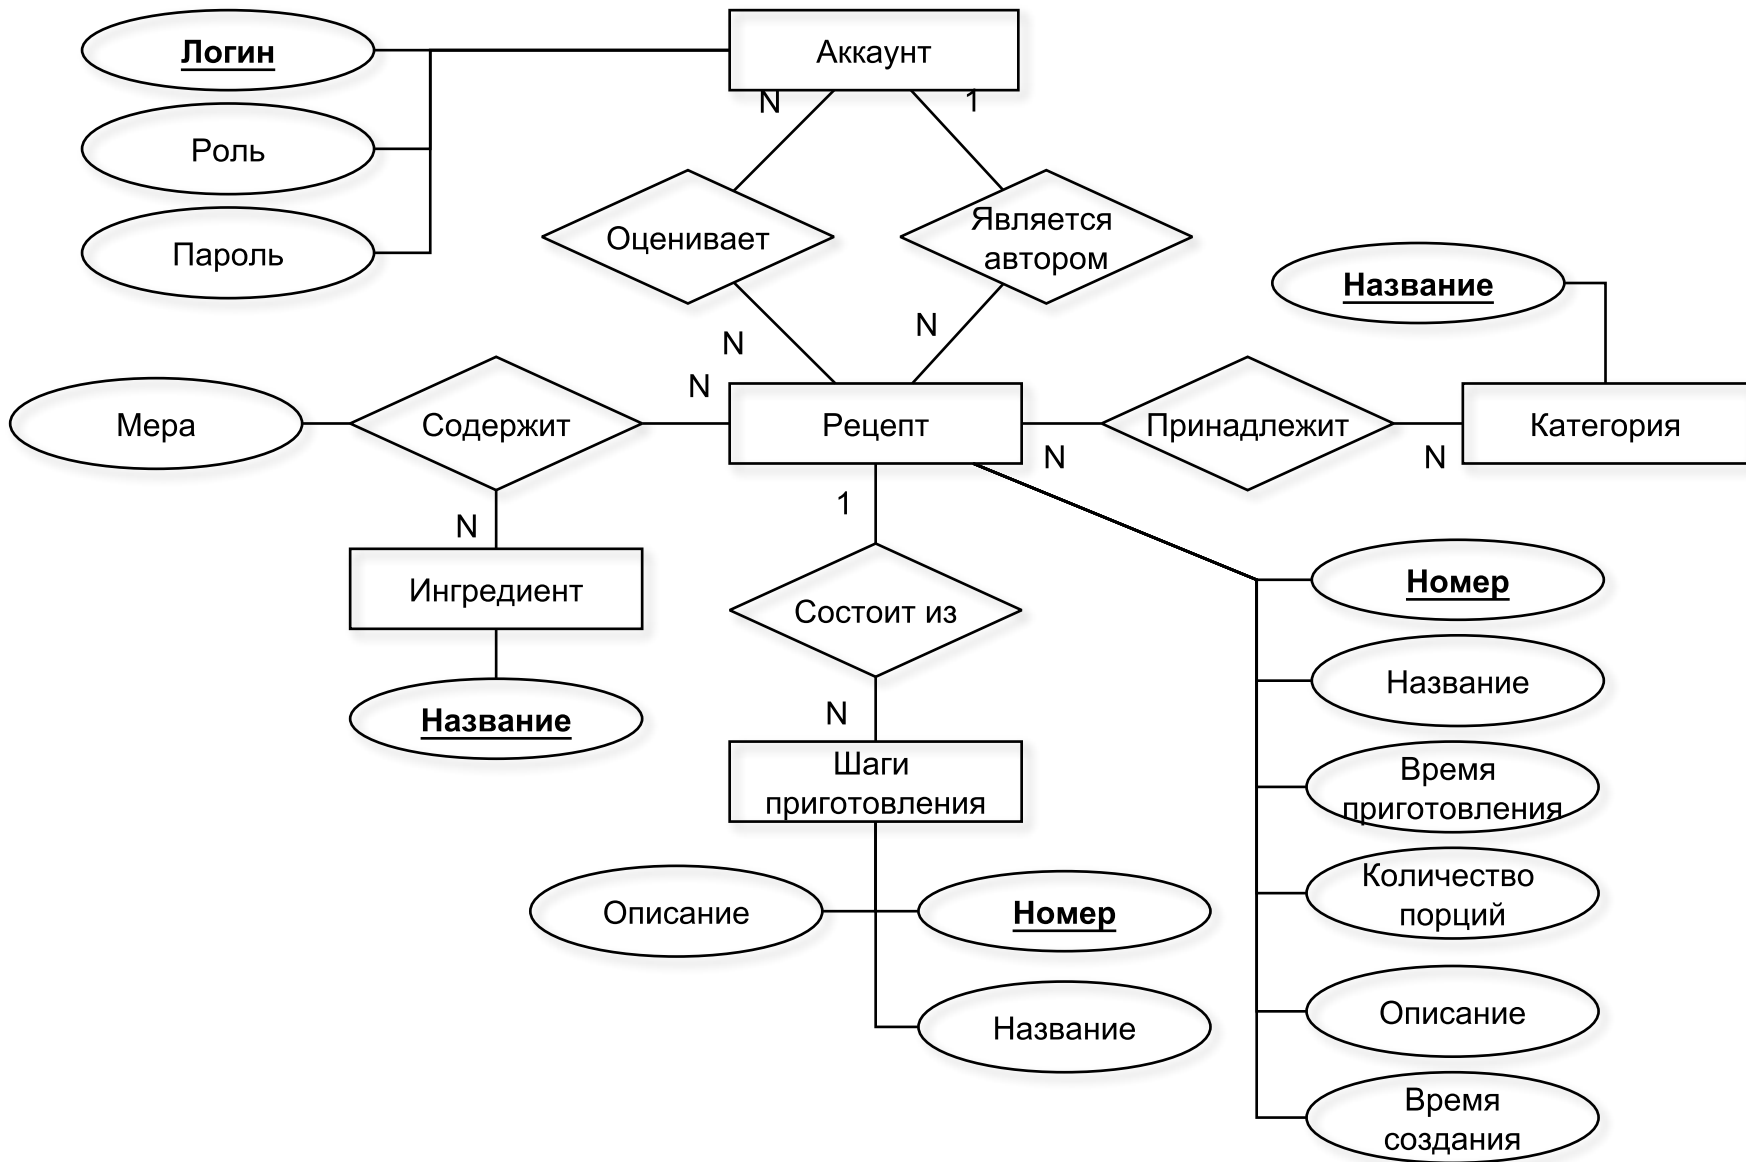 Логин
Аккаунт
N
1
Роль
Оценивает
Является
автором
Пароль
Название
N
N
N
Мера
Содержит
Рецепт
Принадлежит
Категория
N
N
1
N
Ингредиент
Состоит из
Номер
Название
Название
N
Шаги
приготовления
Время
приготовления
Количество
порций
Описание
Номер
Название
Описание
Время
создания